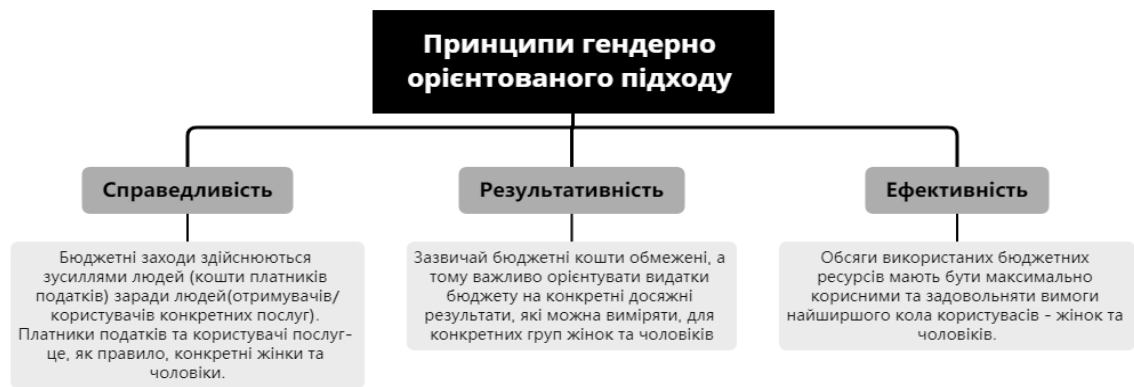 Принципи гендерно
орієнтованого підходу
Справедливість
Бюджетні заходи здійснюються
зусиллями людей (кошти платників
податків) заради людей(отримувачів/
користувачів конкретних послуг).
Платники податків та користувачі послуг-
це, як правило, конкретні жінки та
чоловіки.
Результативність
Зазвичай бюджетні кошти обмежені, а
тому важливо орієнтувати видатки
бюджету на конкретні досяжні
результати, які можна виміряти, для
конкретних груп жінок та чоловіків
Ефективність
Обсяги використаних бюджетних
ресурсів мають бути максимально
корисними та задовольняти вимоги
найширшого кола користувасів - жінок та
чоловіків.